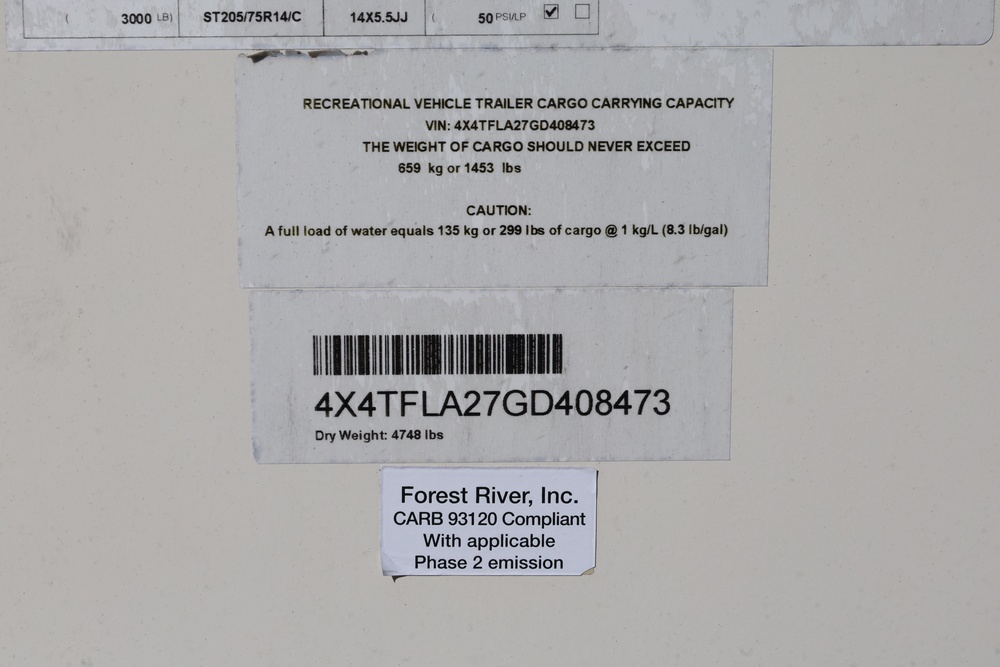 ( 3000 LB) ST205/75R14/C 14X5.5JJ ( 50 PSI/LP
RECREATIONAL VEHICLE TRAILER CARGO CARRYING CAPACITY
VIN: 4X4TFLA27GD408473
THE WEIGHT OF CARGO SHOULD NEVER EXCEED
659 kg or 1453 lbs
CAUTION:
A full load of water equals 135 kg or 299 lbs of cargo @ 1 kg/L (8.3 lb/gal)
4X4TFLA27GD408473
Dry Weight: 4748 lbs
Forest River, Inc.
CARB 93120 Compliant
With applicable
Phase 2 emission